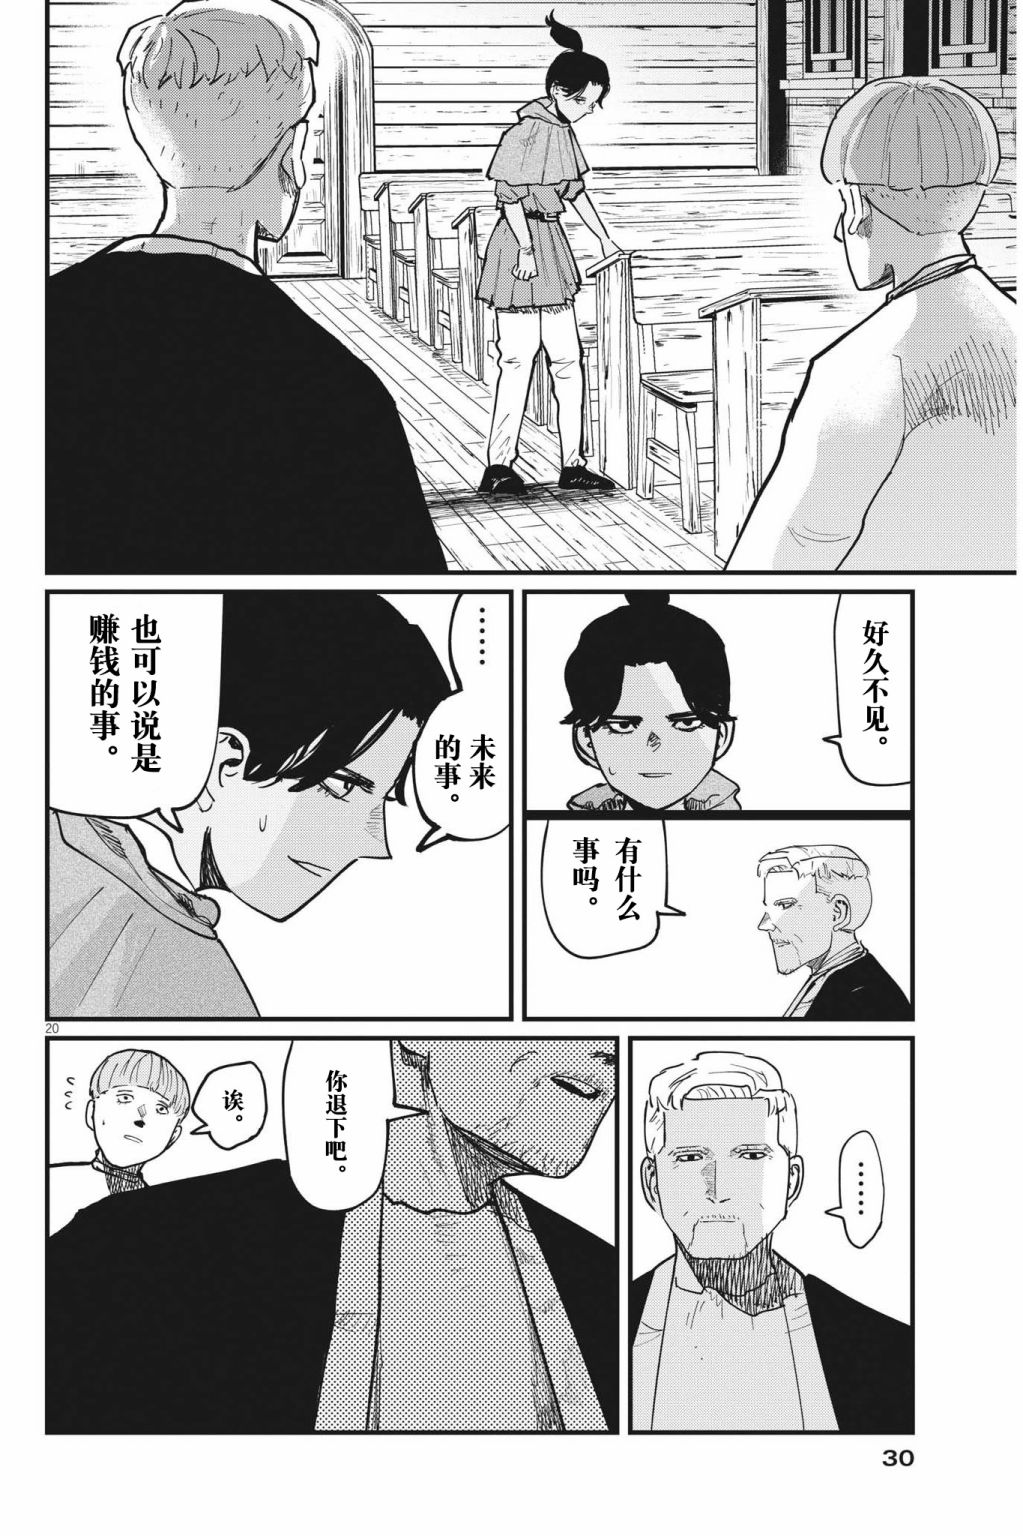 好久不见。
有什么
事吗。
……
未来
的事。
也可以说是
赚钱的事。
20
……
你退下吧。
诶。
30